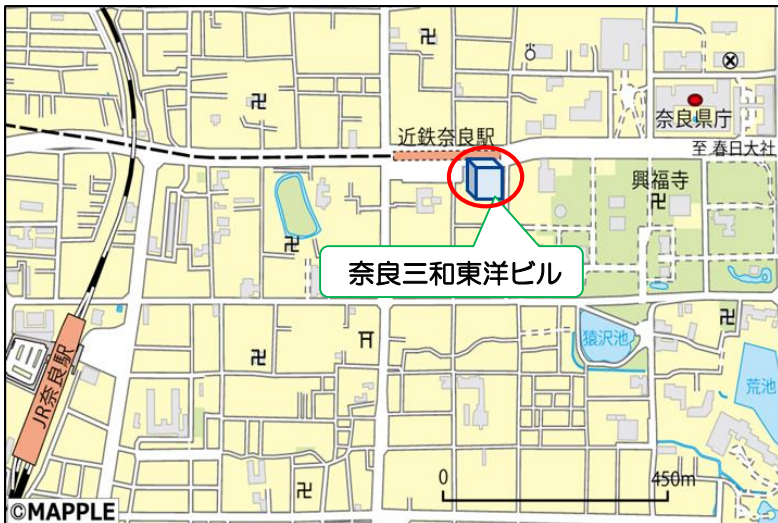 近鉄奈良駅
奈良県庁
至 春日大社
興福寺
奈良三和東洋ビル
猿沢池
JR奈良駅
荒池
0 450m
©MAPPLE